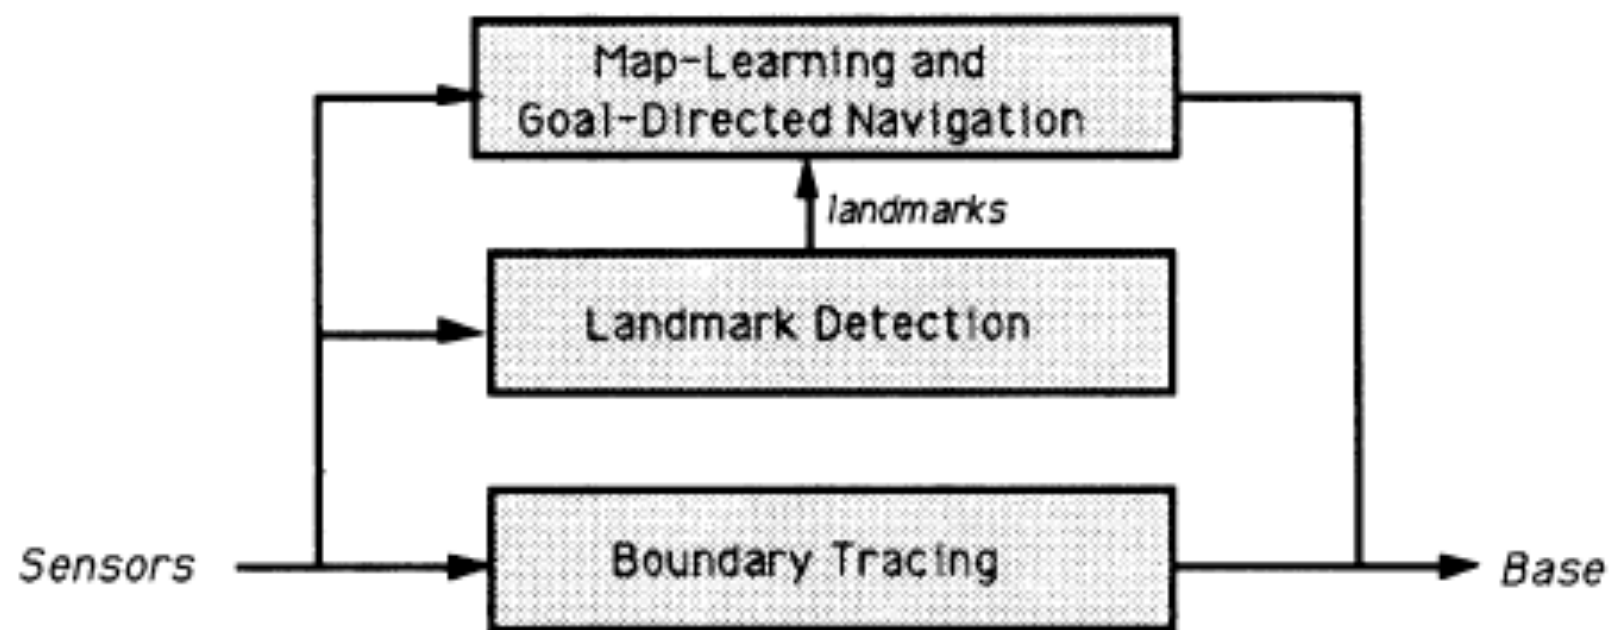 Map-Learning and
Goal-Directed Navigation
landmarks
Landmark Detection
Sensors
Boundary Tracing
Base